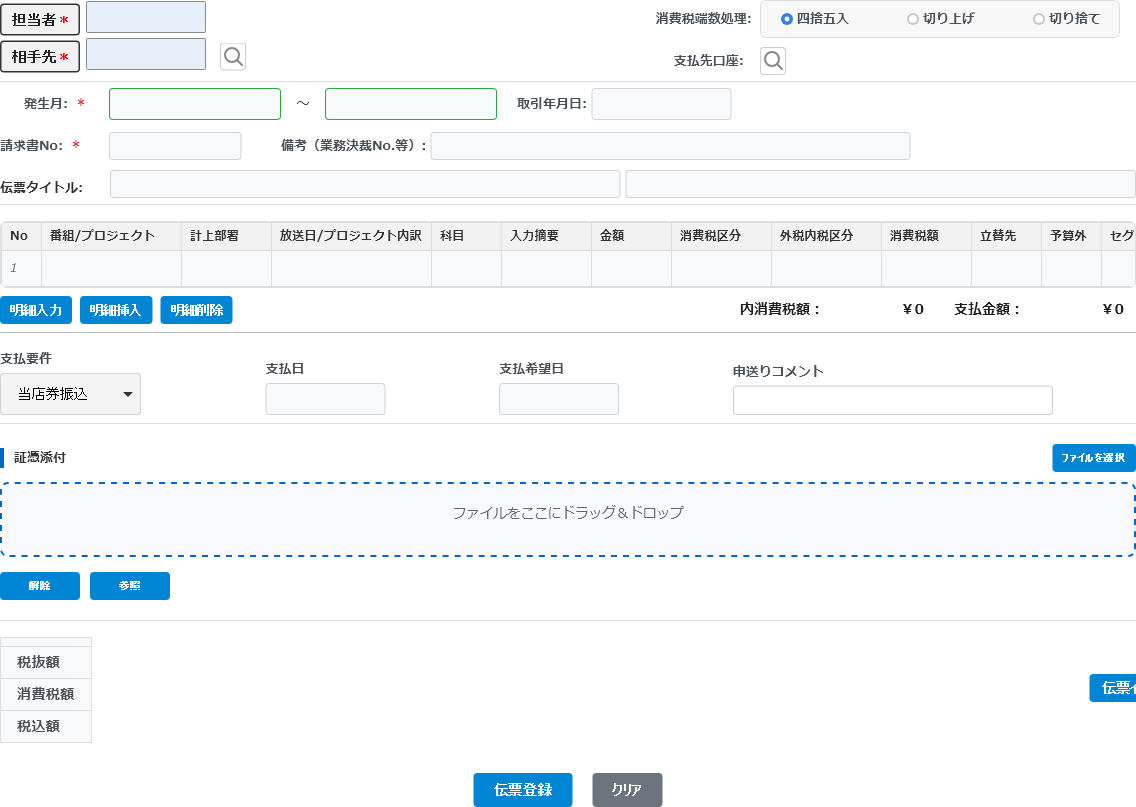 担当者* 消費税端数処理: 四捨五入 切り上げ 切り捨て
相手先* 支払先口座:
発生月: * ～ 取引年月日:
請求書No: * 備考（業務決裁No.等）:
伝票タイトル:
No 番組/プロジェクト 計上部署 放送日/プロジェクト内訳 科目 入力摘要 金額 消費税区分 外税内税区分 消費税額 立替先 予算外 セグ
1
明細入力 明細挿入 明細削除 内消費税額： ￥0 支払金額： ￥0
支払要件 支払日 支払希望日 申送りコメント
当店券振込
証憑添付 ファイルを選択
ファイルをここにドラッグ＆ドロップ
解除 参照
税抜額
消費税額 伝票
税込額
伝票登録 クリア